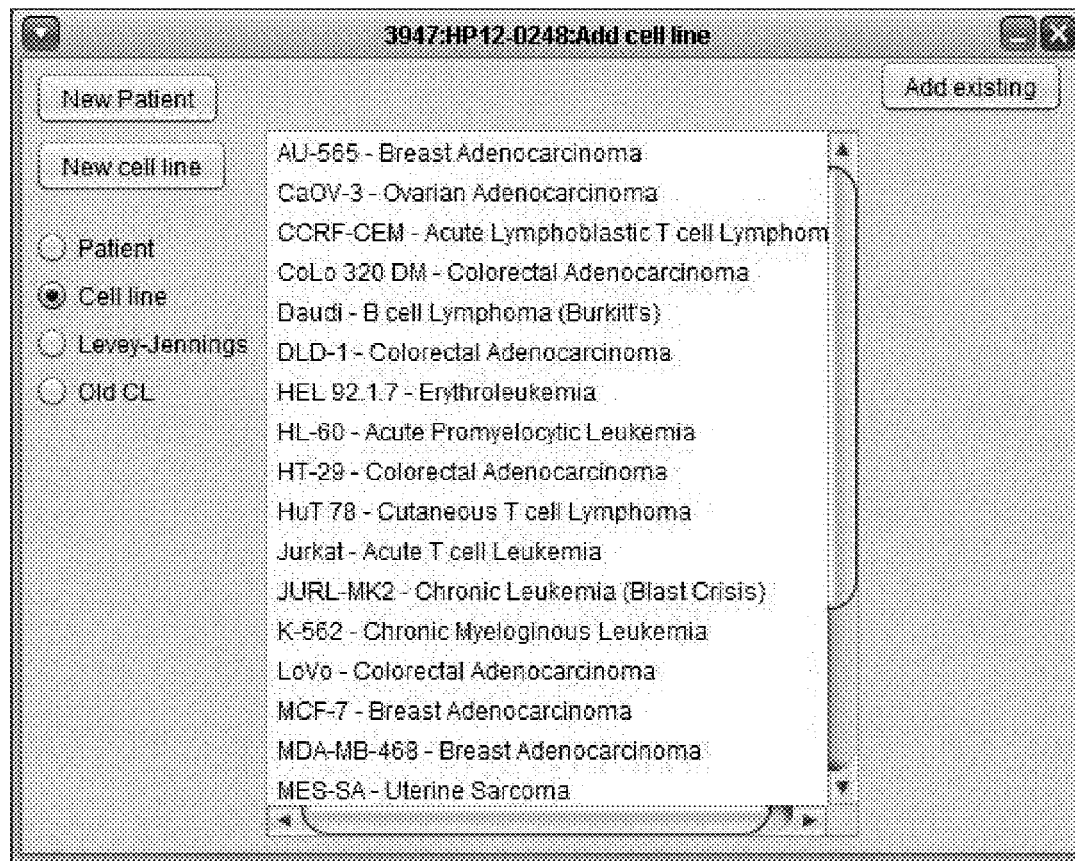 3947:HP12-0248:Add cell line
New Patient
Add existing
New cell line
Patient
Cell line
Levey-Jennings
Old CL
AU-565 - Breast Adenocarcinoma
CaOV-3 - Ovarian Adenocarcinoma
CCRF-CEM - Acute Lymphoblastic T cell Lymphom
CoLo 320 DM - Colorectal Adenocarcinoma
Daudi - B cell Lymphoma (Burkitt's)
DLD-1 - Colorectal Adenocarcinoma
HEL 92.1.7 - Erythroleukemia
HL-60 - Acute Promyelocytic Leukemia
HT-29 - Colorectal Adenocarcinoma
HuT 78 - Cutaneous T cell Lymphoma
Jurkat - Acute T cell Leukemia
JURL-MK2 - Chronic Leukemia (Blast Crisis)
K-562 - Chronic Myeloginous Leukemia
LoVo - Colorectal Adenocarcinoma
MCF-7 - Breast Adenocarcinoma
MDA-MB-468 - Breast Adenocarcinoma
MES-SA - Uterine Sarcoma